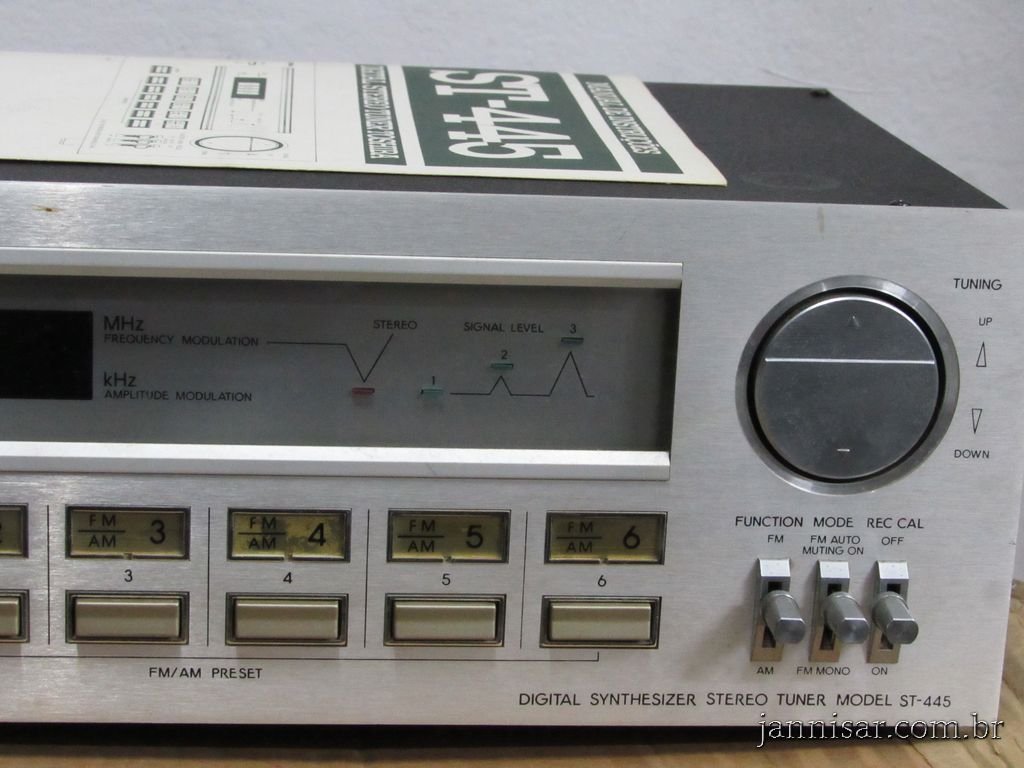 ST-445
MHz
FREQUENCY MODULATION
STEREO
SIGNAL LEVEL
1
2
3
kHz
AMPLITUDE MODULATION
TUNING
UP
DOWN
FM
AM
3
FM
AM
4
FM
AM
5
FM
AM
6
3
4
5
6
FM/AM PRESET
FUNCTION MODE REC CAL
FM
FM AUTO
MUTING ON
OFF
AM
FM MONO
ON
DIGITAL SYNTHESIZER STEREO TUNER MODEL ST-445
jannisar.com.br